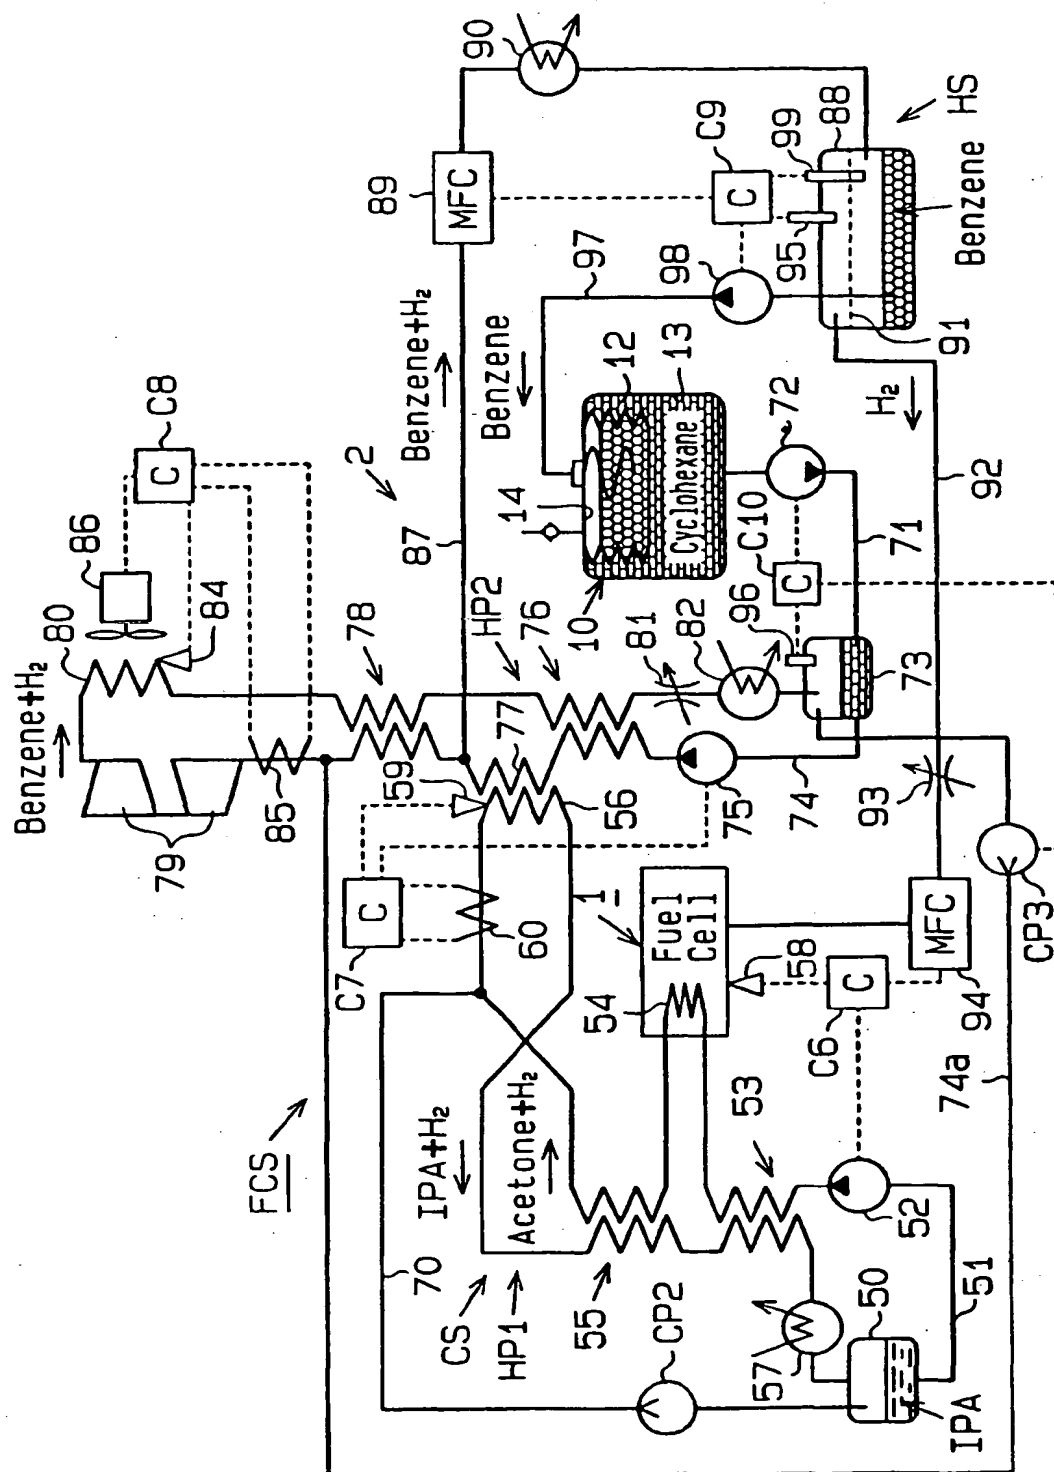 Benzene+H₂
80
86
C8
C
79
84
FCS
85
C7
C
78
2
89
90
70
IPA+H₂
59
87
Benzene+H₂
MFC
CS
Acetone+H₂
60
77
HP2
Benzene
HP1
56
76
14
97
55
1
10
12
CP2
54
Fuel
Cell
81
Cyclohexane
13
98
C9
82
C
53
75
96
C10
72
99
57
58
74
C
95
88
C6
C
50
52
73
71
H₂
91
Benzene
HS
IPA
51
74a
94
MFC
93
92
CP3